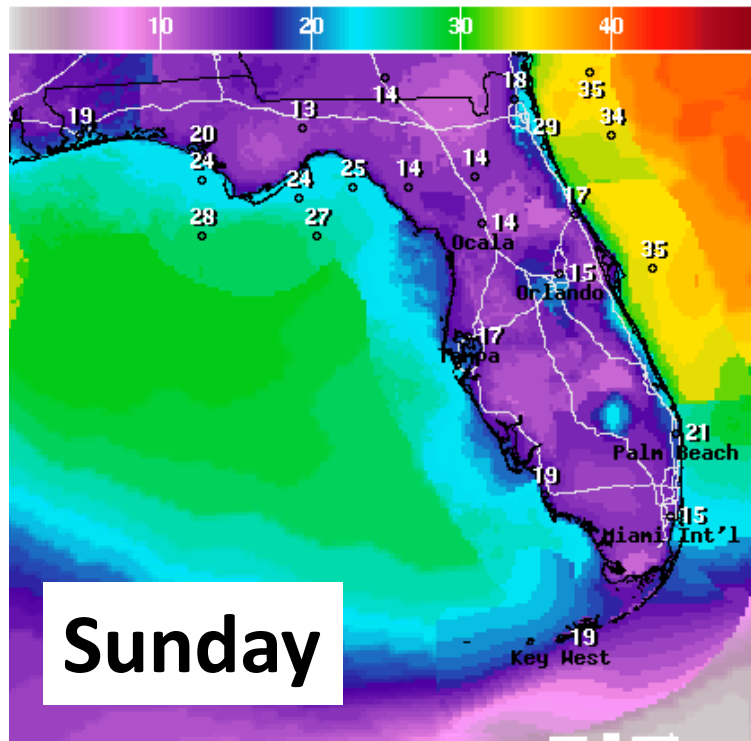 10 20 30 40
18 35
14
19 13 34
20 29
24 14 14
25
24 17
28 27 14
Ocala 35
15
Orlando
17
Tampa
21
Palm Beach
19
15
Miami Int'l
Sunday
19
Key West